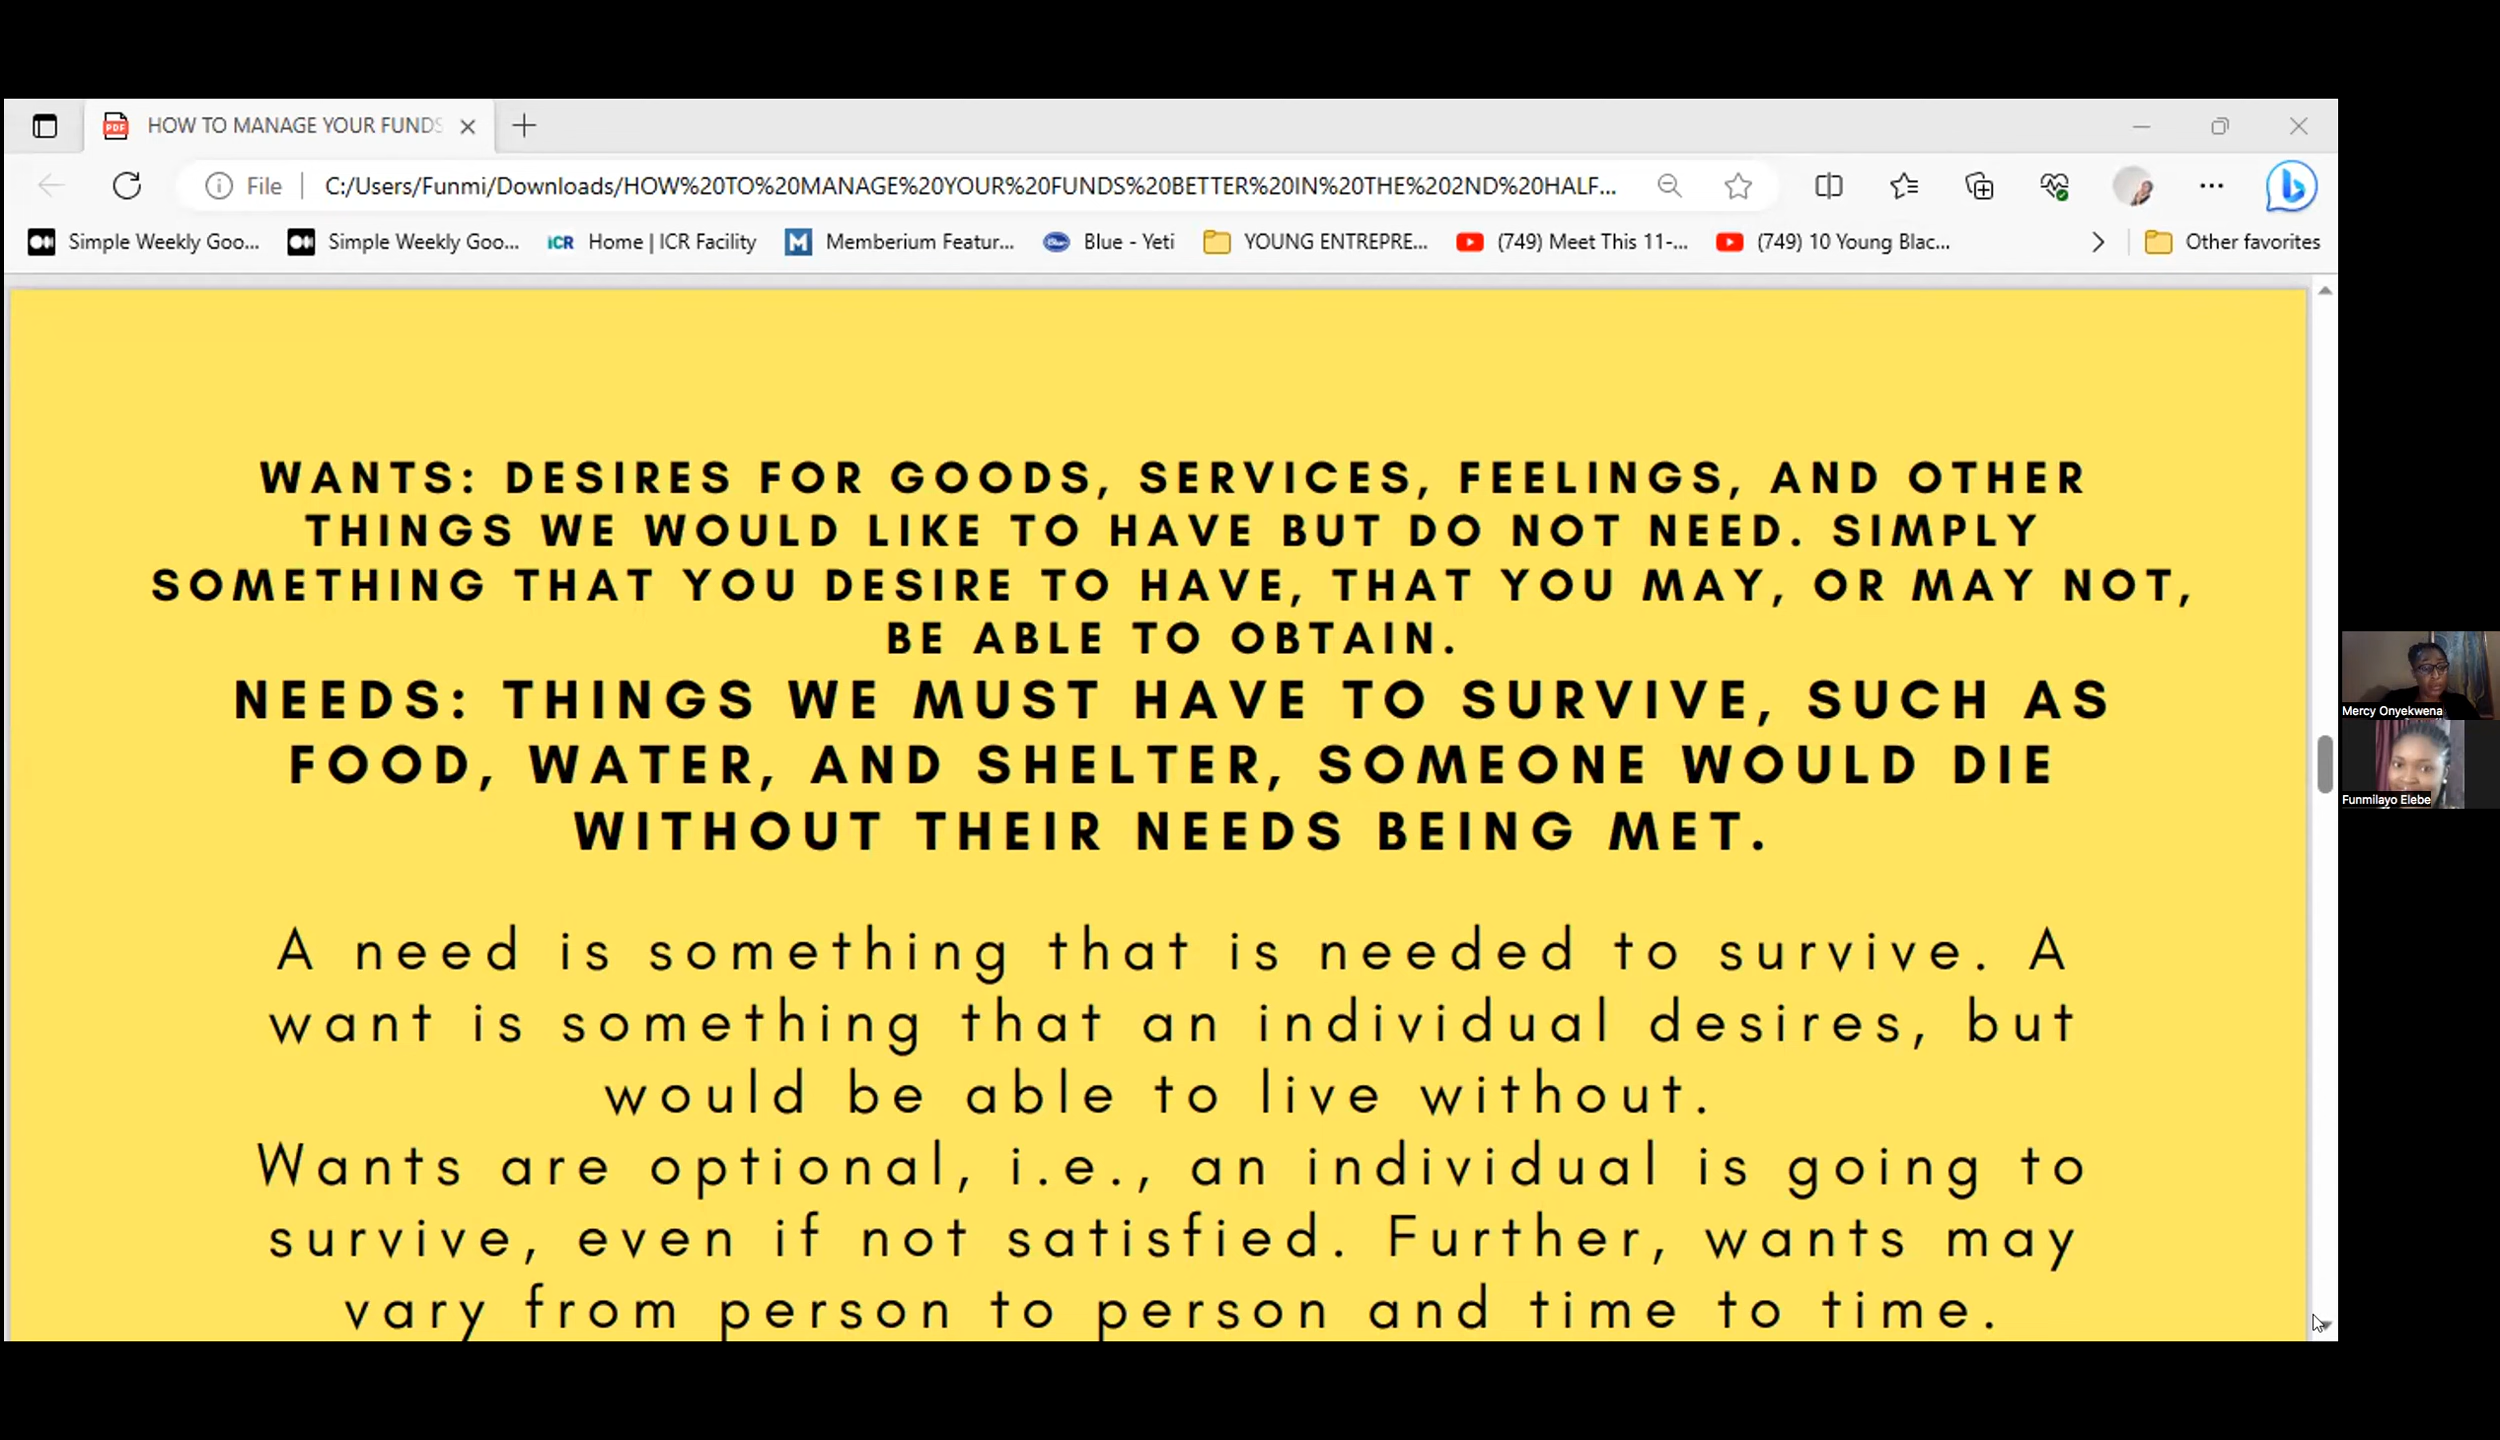 HOW TO MANAGE YOUR FUNDS
File
C:/Users/Funmi/Downloads/HOW%20TO%20MANAGE%20YOUR%20FUNDS%20BETTER%20IN%20THE%202ND%20HALF...
Simple Weekly Goo...
Simple Weekly Goo...
iCR Home | ICR Facility
M Memberium Featur...
Blue - Yeti
YOUNG ENTREPRE...
(749) Meet This 11-...
(749) 10 Young Blac...
Other favorites
WANTS: DESIRES FOR GOODS, SERVICES, FEELINGS, AND OTHER
THINGS WE WOULD LIKE TO HAVE BUT DO NOT NEED. SIMPLY
SOMETHING THAT YOU DESIRE TO HAVE, THAT YOU MAY, OR MAY NOT,
BE ABLE TO OBTAIN.
NEEDS: THINGS WE MUST HAVE TO SURVIVE, SUCH AS
FOOD, WATER, AND SHELTER, SOMEONE WOULD DIE
WITHOUT THEIR NEEDS BEING MET.
A need is something that is needed to survive. A
want is something that an individual desires, but
would be able to live without.
Wants are optional, i.e., an individual is going to
survive, even if not satisfied. Further, wants may
vary from person to person and time to time.
Mercy Onyekwena
Funmilayo Elebe